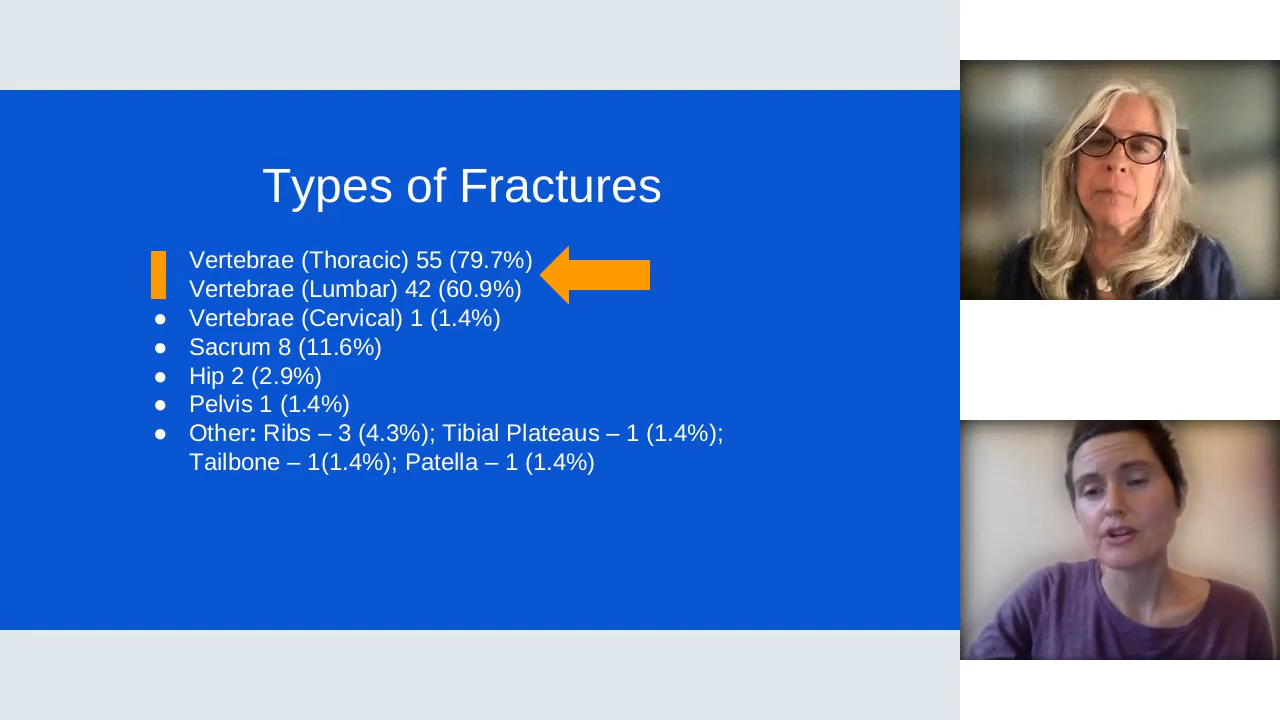 Types of Fractures
Vertebrae (Thoracic) 55 (79.7%)
Vertebrae (Lumbar) 42 (60.9%)
● Vertebrae (Cervical) 1 (1.4%)
● Sacrum 8 (11.6%)
● Hip 2 (2.9%)
● Pelvis 1 (1.4%)
● Other: Ribs – 3 (4.3%); Tibial Plateaus – 1 (1.4%);
Tailbone – 1(1.4%); Patella – 1 (1.4%)